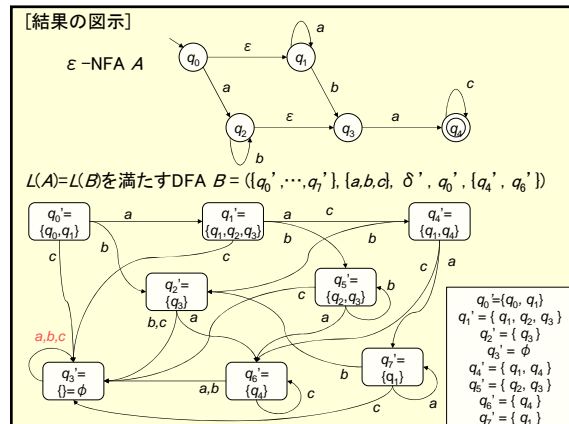 [結果の図示]
ε-NFA A
q0
ε
q1
a
a
b
q2
ε
q3
a
q4
c
b
L(A)=L(B)を満たすDFA B = ({q0',…,q7'}, {a,b,c}, δ', q0', {q4', q6'})
q0'=
{q0,q1}
a
q1'=
{q1,q2,q3}
a
c
q4'=
{q1,q4}
b
b
b
c
c
c
a
q2'=
{q3}
q5'=
{q2,q3}
b
c
b,c
a
a
a,b,c
q3'=
{}=φ
a,b
q6'=
{q4}
c
b
q7'=
{q1}
c
a
q0'={q0, q1}
q1'= { q1, q2, q3 }
q2'= { q3 }
q3'= φ
q4'= { q1, q4 }
q5'= { q2, q3 }
q6'= { q4 }
q7'= { q1 }